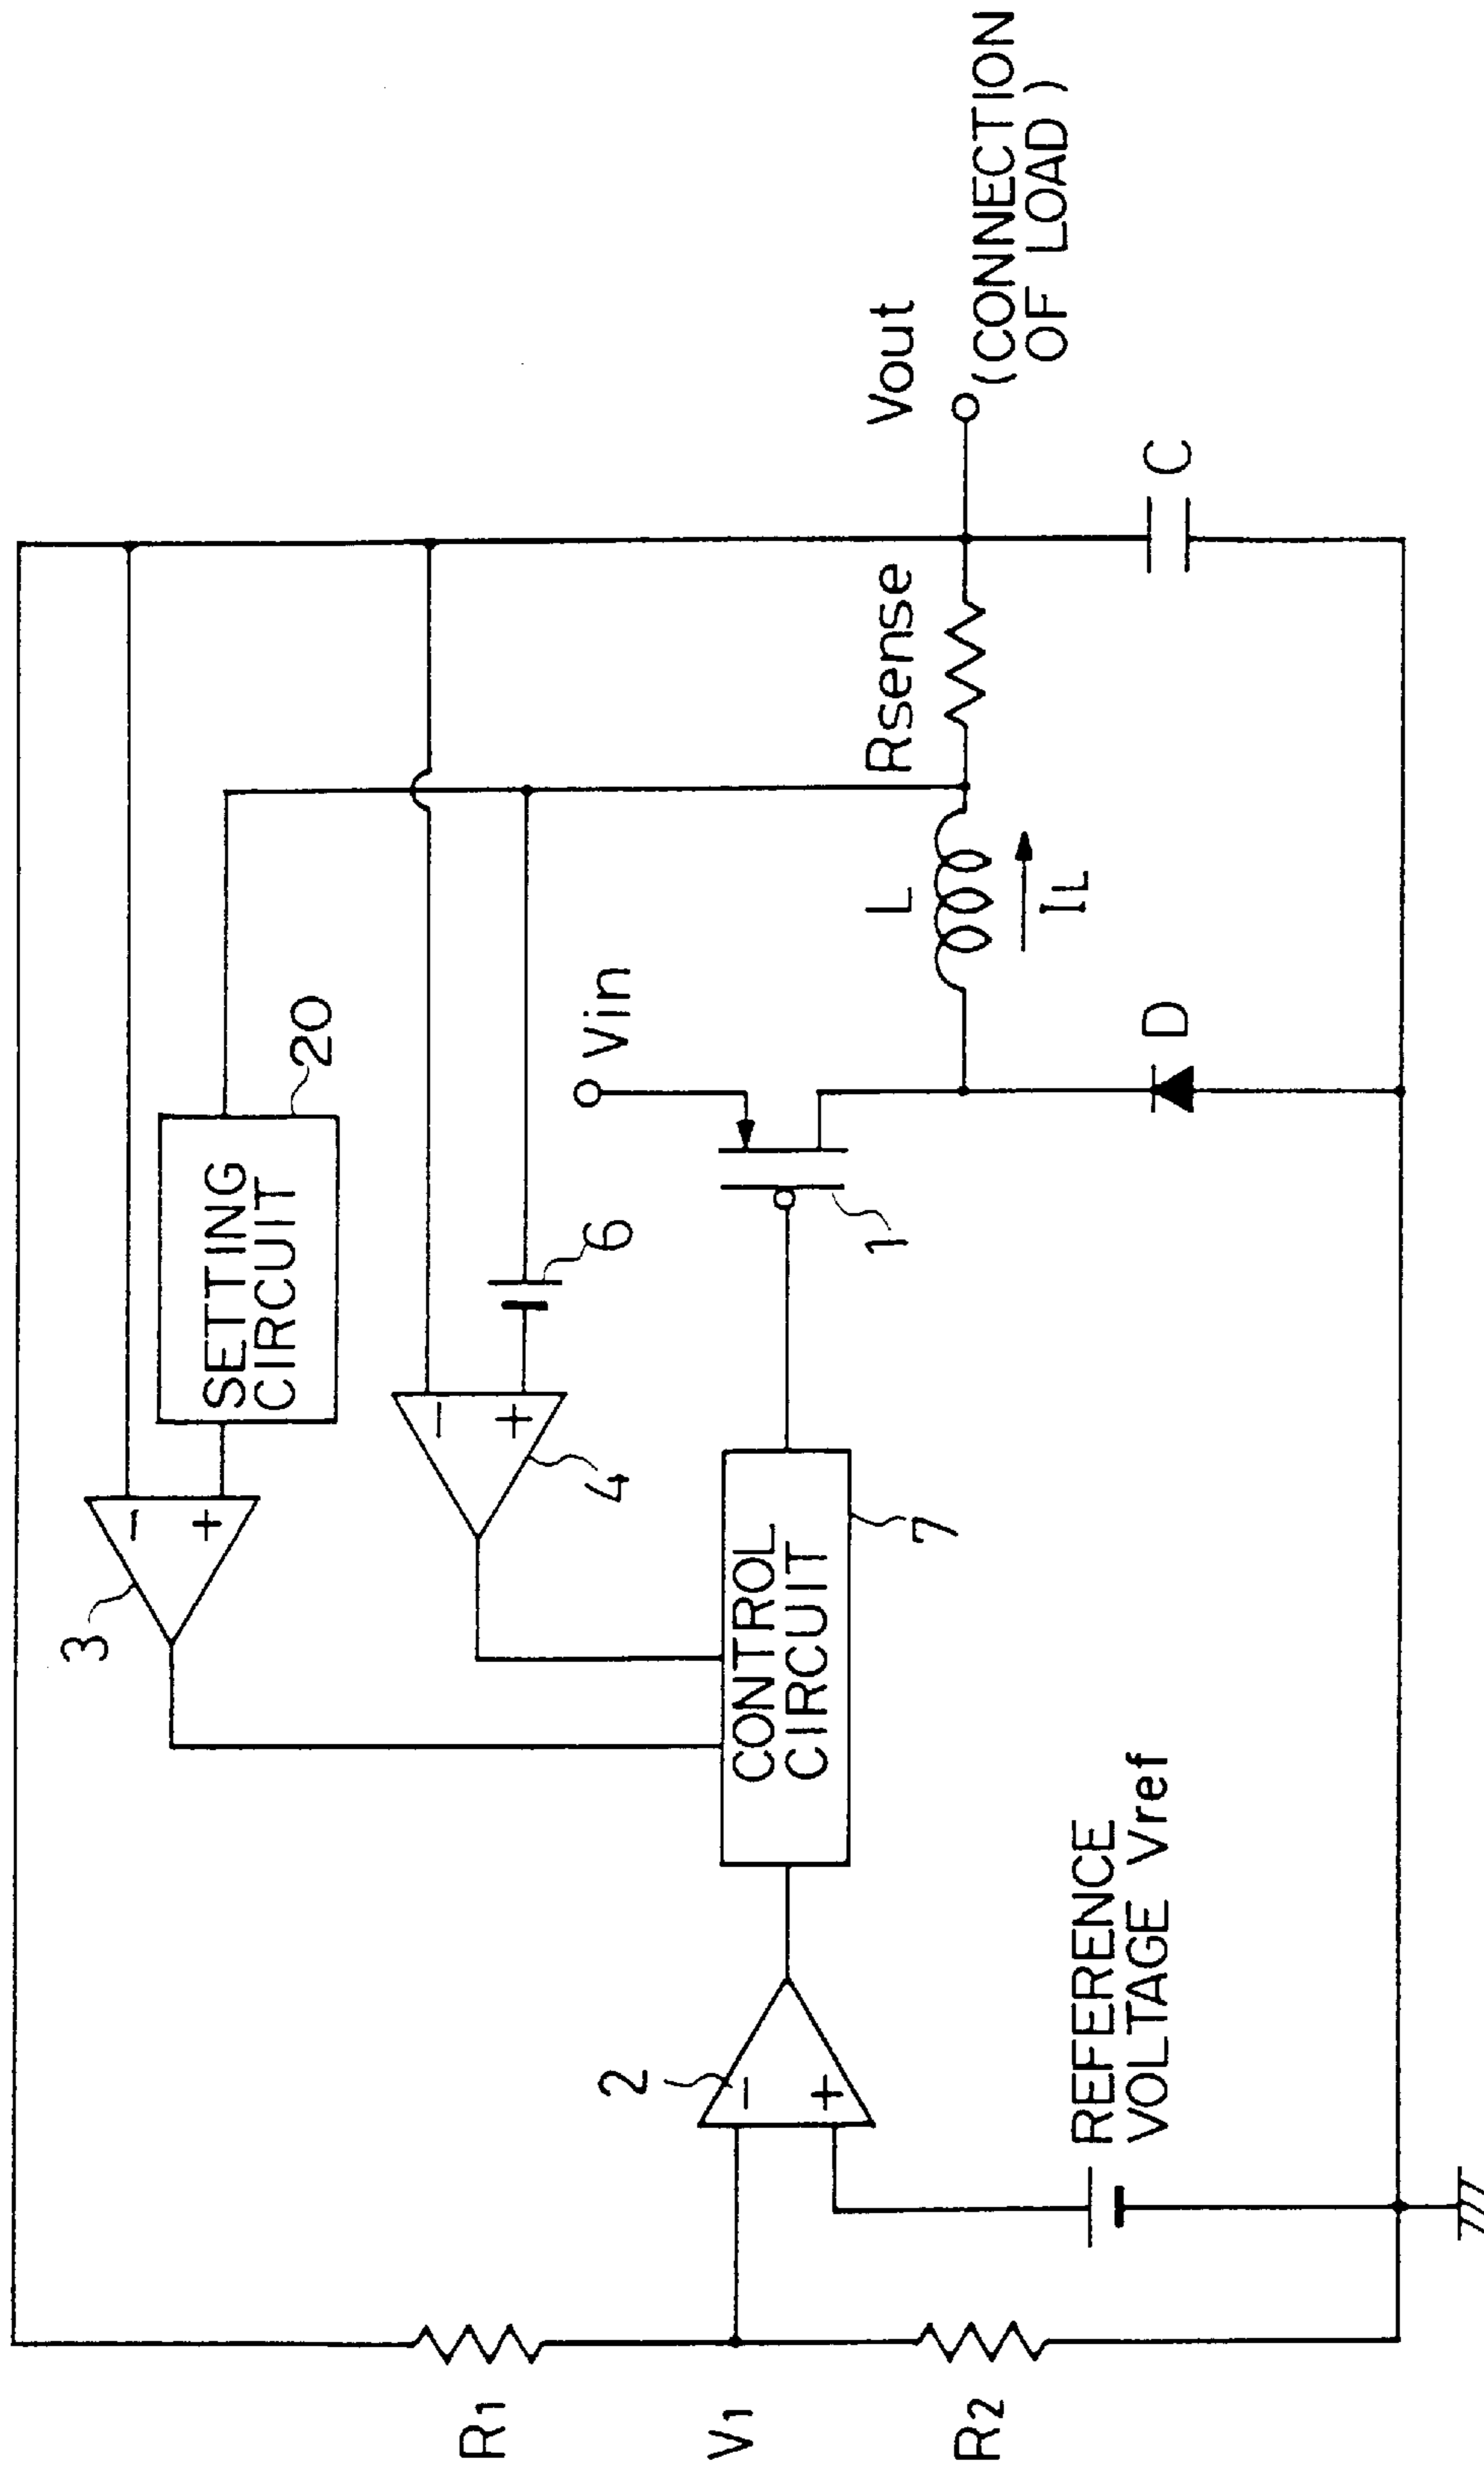 3
SETTING
CIRCUIT
20
−
+
4
−
+
6
Vin
1
CONTROL
CIRCUIT
7
2
−
+
R1
V1
R2
REFERENCE
VOLTAGE Vref
L
IL
D
Rsense
Vout
(CONNECTION
OF LOAD)
C